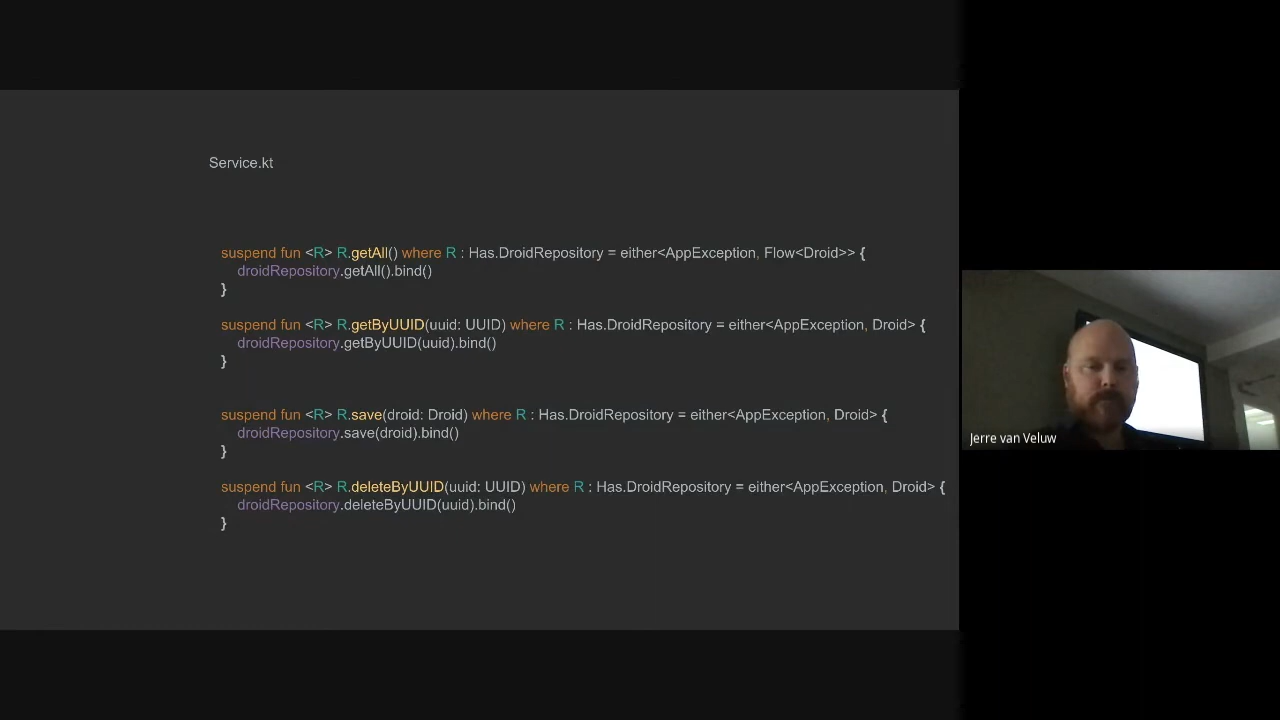 Service.kt
suspend fun <R> R.getAll() where R : Has.DroidRepository = either<AppException, Flow<Droid>> {
droidRepository.getAll().bind()
}
suspend fun <R> R.getByUUID(uuid: UUID) where R : Has.DroidRepository = either<AppException, Droid> {
droidRepository.getByUUID(uuid).bind()
}
suspend fun <R> R.save(droid: Droid) where R : Has.DroidRepository = either<AppException, Droid> {
droidRepository.save(droid).bind()
}
suspend fun <R> R.deleteByUUID(uuid: UUID) where R : Has.DroidRepository = either<AppException, Droid> {
droidRepository.deleteByUUID(uuid).bind()
}
Jerre van Veluw